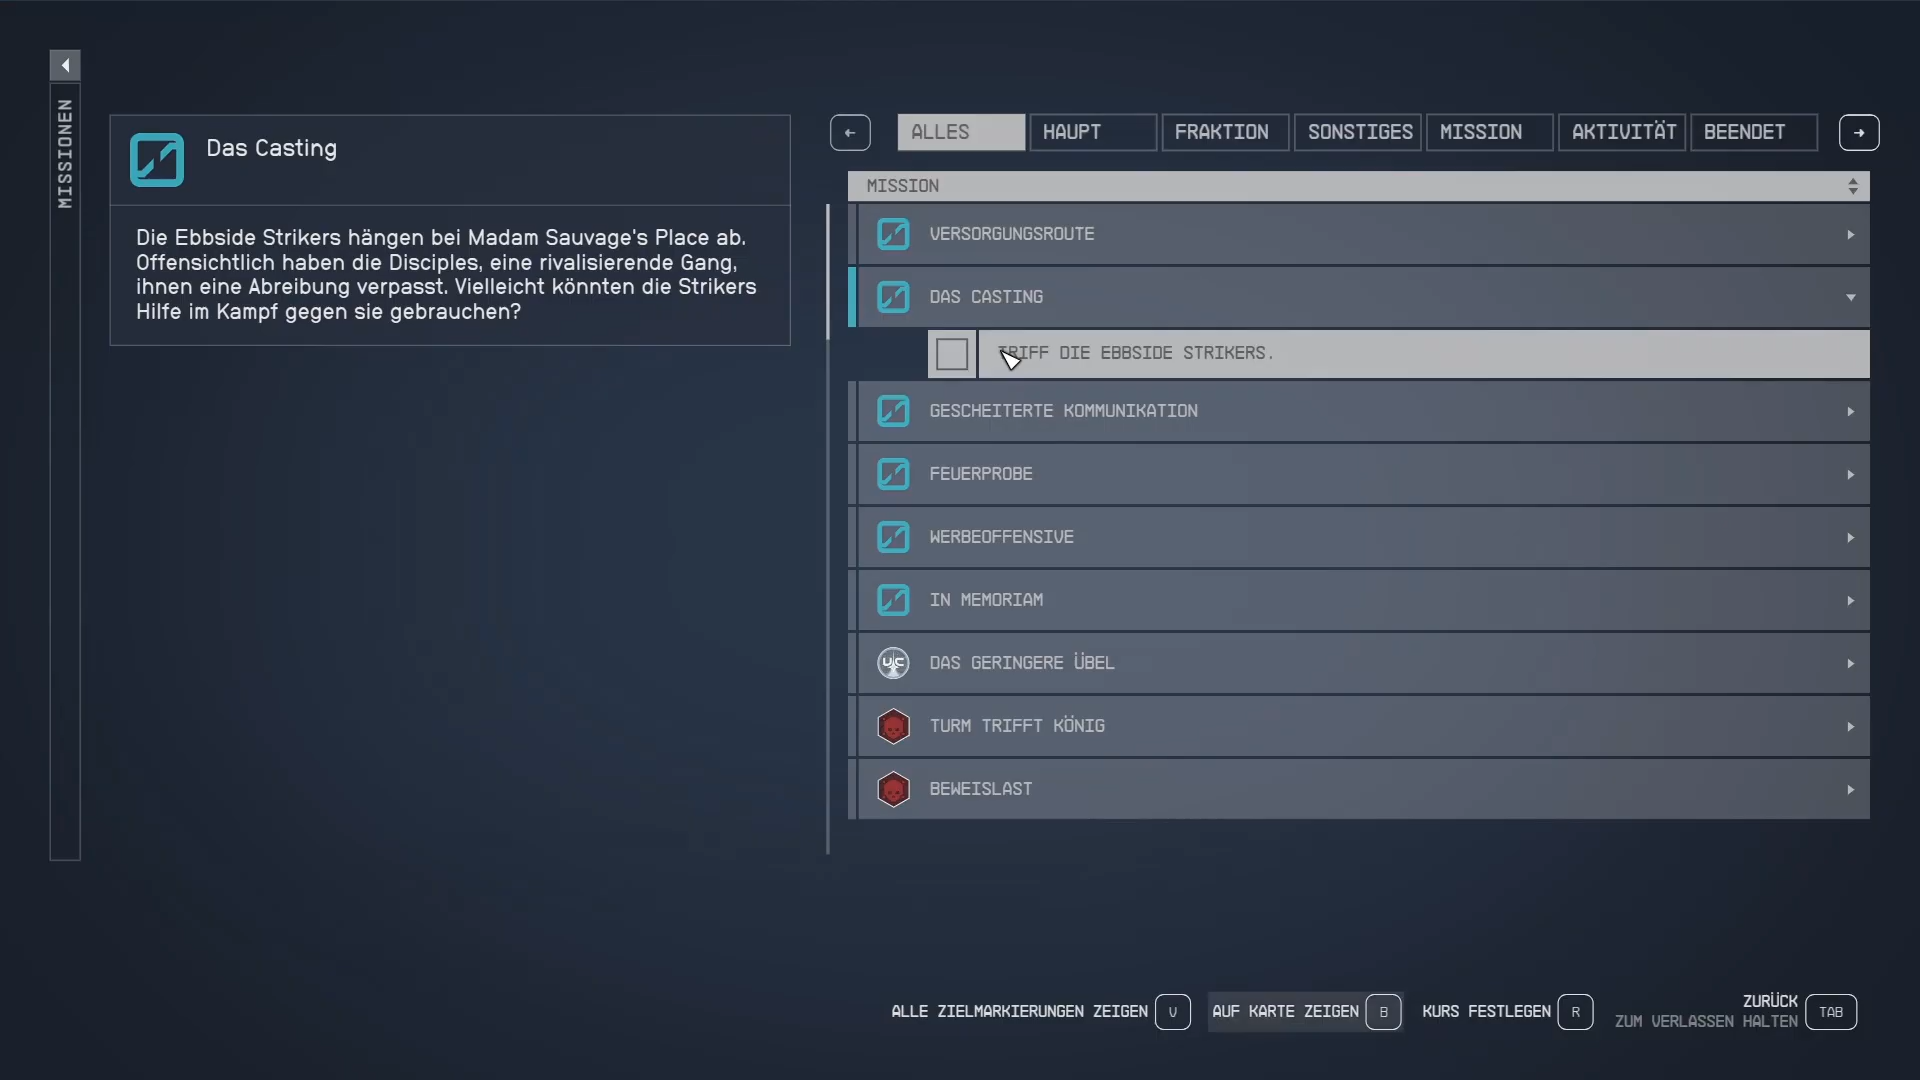 MISSIONEN
Das Casting
Die Ebbside Strikers hängen bei Madam Sauvage's Place ab.
Offensichtlich haben die Disciples, eine rivalisierende Gang,
ihnen eine Abreibung verpasst. Vielleicht könnten die Strikers
Hilfe im Kampf gegen sie gebrauchen?
ALLES HAUPT FRAKTION SONSTIGES MISSION AKTIVITÄT BEENDET
MISSION
VERSORGUNGSROUTE
DAS CASTING
TRIFF DIE EBBSIDE STRIKERS.
GESCHEITERTE KOMMUNIKATION
FEUERPROBE
WERBEOFFENSIVE
IN MEMORIAM
UC DAS GERINGERE ÜBEL
TURM TRIFFT KÖNIG
BEWEISLAST
ALLE ZIELMARKIERUNGEN ZEIGEN V AUF KARTE ZEIGEN B KURS FESTLEGEN R ZURÜCK
ZUM VERLASSEN HALTEN TAB